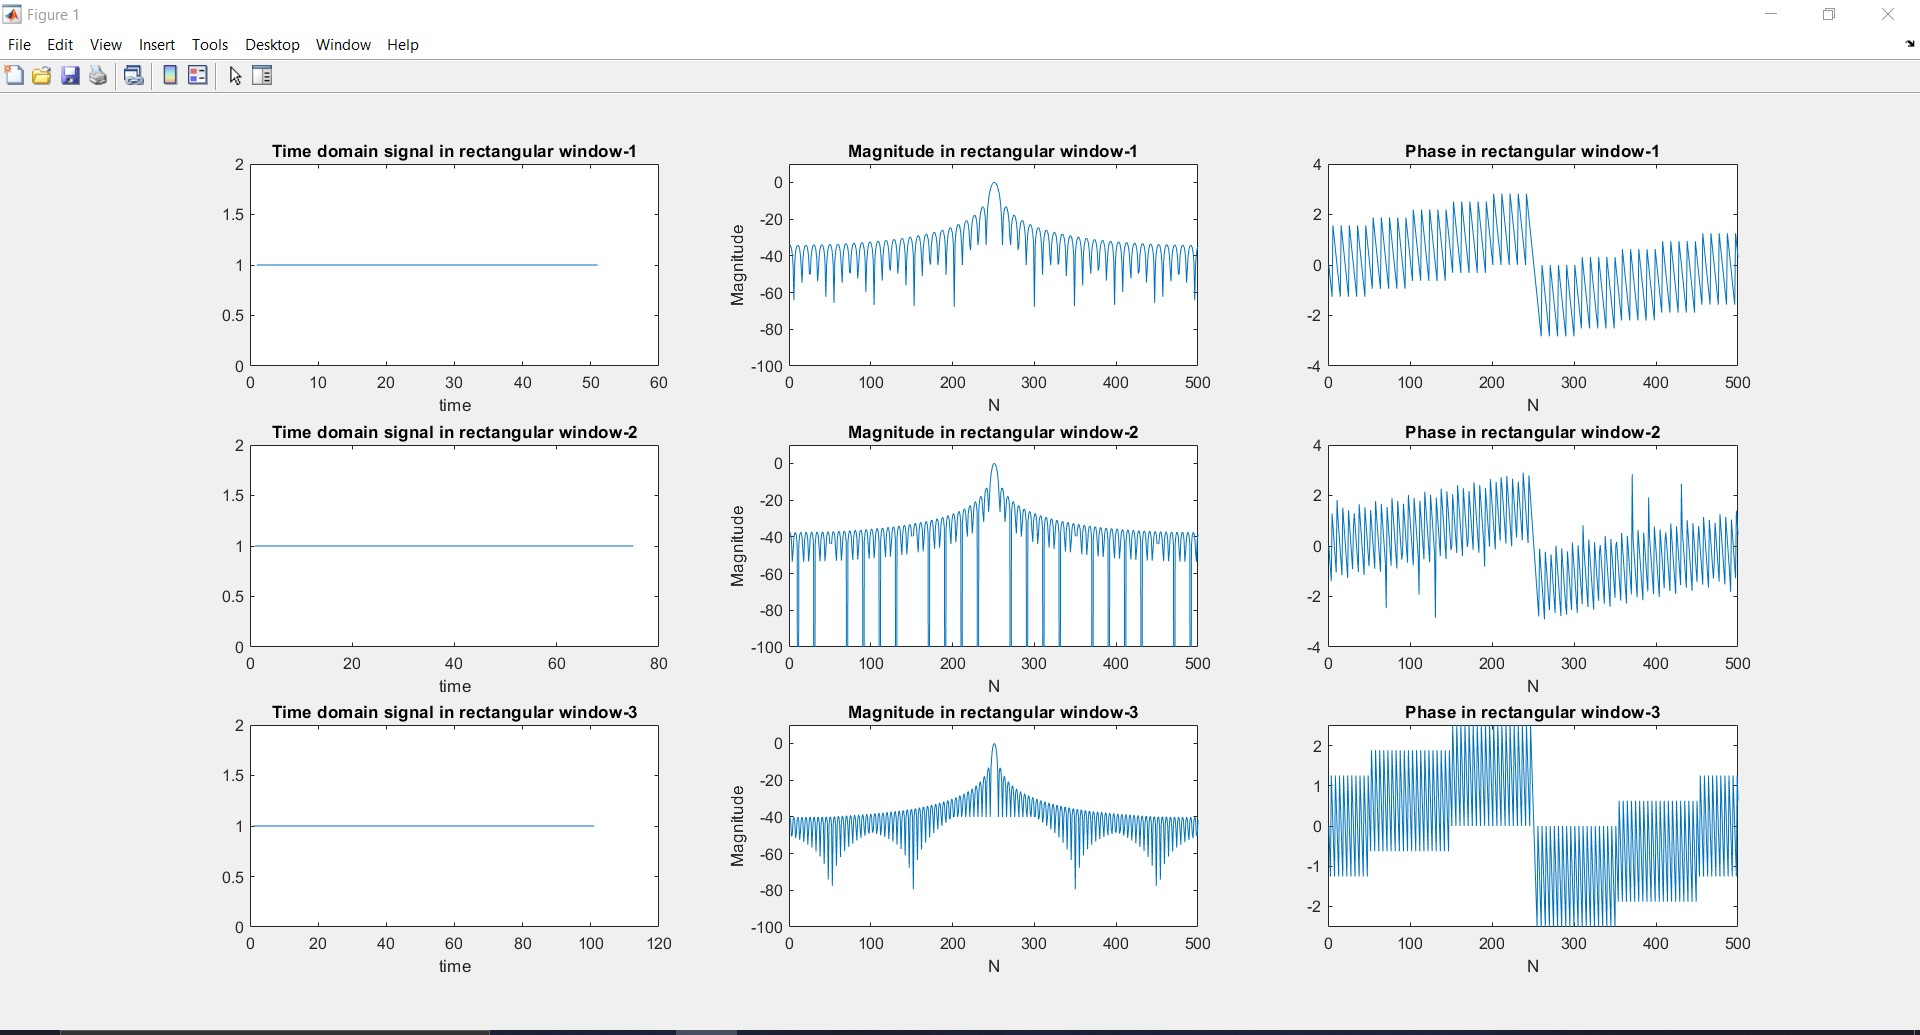 Figure 1
File Edit View Insert Tools Desktop Window Help
Time domain signal in rectangular window-1
2
1.5
1
0.5
0
0 10 20 30 40 50 60
time
Magnitude in rectangular window-1
Magnitude
0
-20
-40
-60
-80
-100
0 100 200 300 400 500
N
Phase in rectangular window-1
4
2
0
-2
-4
0 100 200 300 400 500
N
Time domain signal in rectangular window-2
2
1.5
1
0.5
0
0 20 40 60 80
time
Magnitude in rectangular window-2
Magnitude
0
-20
-40
-60
-80
-100
0 100 200 300 400 500
N
Phase in rectangular window-2
4
2
0
-2
-4
0 100 200 300 400 500
N
Time domain signal in rectangular window-3
2
1.5
1
0.5
0
0 20 40 60 80 100 120
time
Magnitude in rectangular window-3
Magnitude
0
-20
-40
-60
-80
-100
0 100 200 300 400 500
N
Phase in rectangular window-3
2
1
0
-1
-2
0 100 200 300 400 500
N